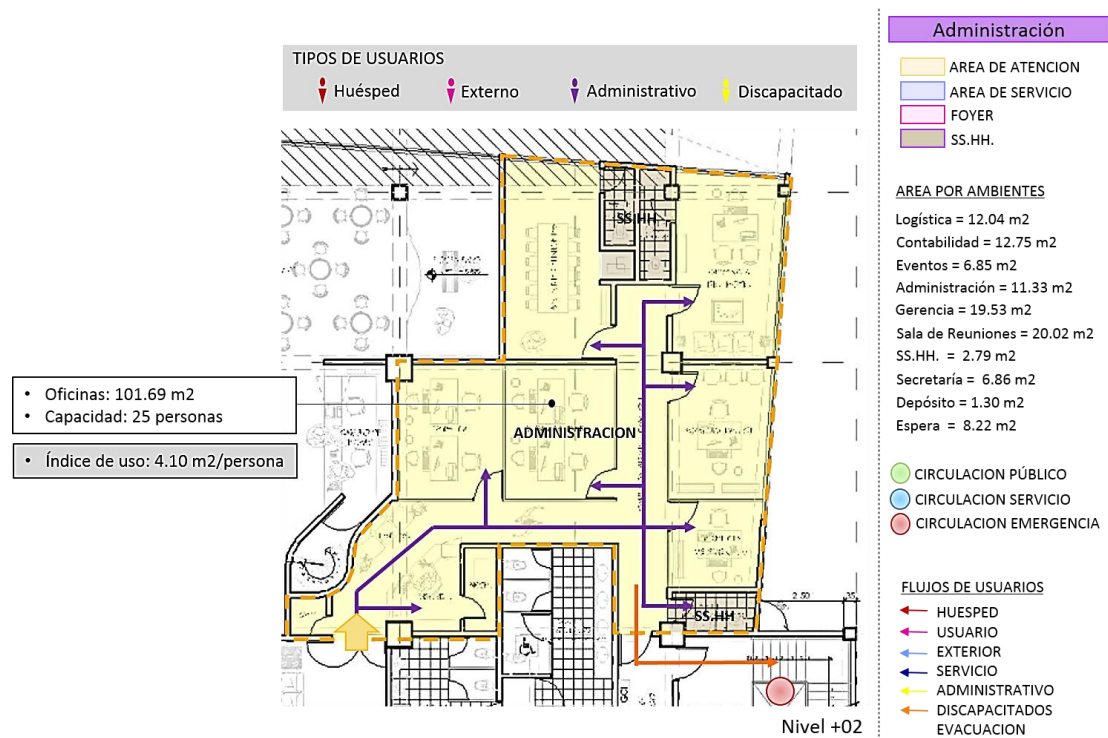 TIPOS DE USUARIOS
Huésped
Externo
Administrativo
Discapacitado
SS.HH
ADMINISTRACION
SS.HH
2.50
.35
GCI
• Oficinas: 101.69 m2
• Capacidad: 25 personas
• Índice de uso: 4.10 m2/persona
Nivel +02
Administración
AREA DE ATENCION
AREA DE SERVICIO
FOYER
SS.HH.
AREA POR AMBIENTES
Logística = 12.04 m2
Contabilidad = 12.75 m2
Eventos = 6.85 m2
Administración = 11.33 m2
Gerencia = 19.53 m2
Sala de Reuniones = 20.02 m2
SS.HH. = 2.79 m2
Secretaría = 6.86 m2
Depósito = 1.30 m2
Espera = 8.22 m2
CIRCULACION PÚBLICO
CIRCULACION SERVICIO
CIRCULACION EMERGENCIA
FLUJOS DE USUARIOS
HUESPED
USUARIO
EXTERIOR
SERVICIO
ADMINISTRATIVO
DISCAPACITADOS
EVACUACION